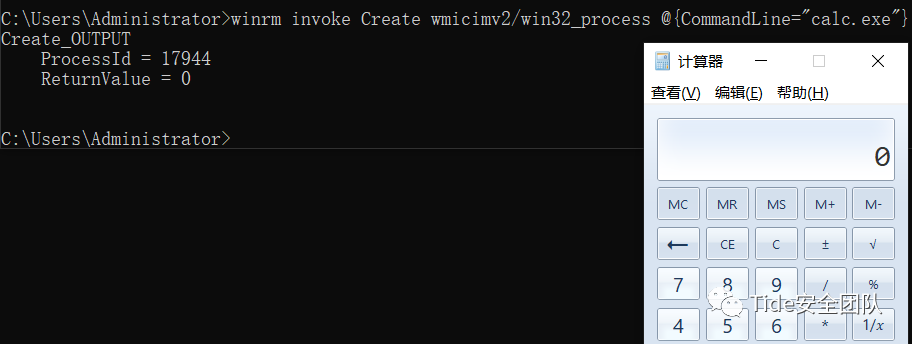 C:\Users\Administrator>winrm invoke Create wmicimv2/win32_process @{CommandLine="calc.exe"}
Create_OUTPUT
ProcessId = 17944
ReturnValue = 0
C:\Users\Administrator>
计算器
查看(V) 编辑(E) 帮助(H)
0
MC MR MS M+ M-
← CE C ± √
7 8 9 / %
Tide安全团队
4 5 6 * 1/x